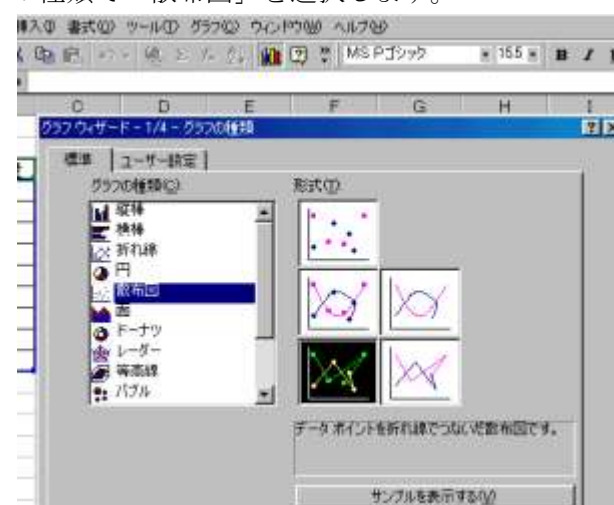 種類で「散布図」を選択します。
挿入(I) 書式(O) ツール(T) グラフ(C) ウィンドウ(W) ヘルプ(H)
MS Pゴシック 16.5 B I
C D E F G H I
グラフ ウィザード - 1/4 - グラフの種類
標準 ユーザー設定
グラフの種類(C): 形式(T):
縦棒
横棒
折れ線
円
散布図
面
ドーナツ
レーダー
等高線
バブル
データ ポイントを折れ線でつないだ散布図です。
サンプルを表示する(V)